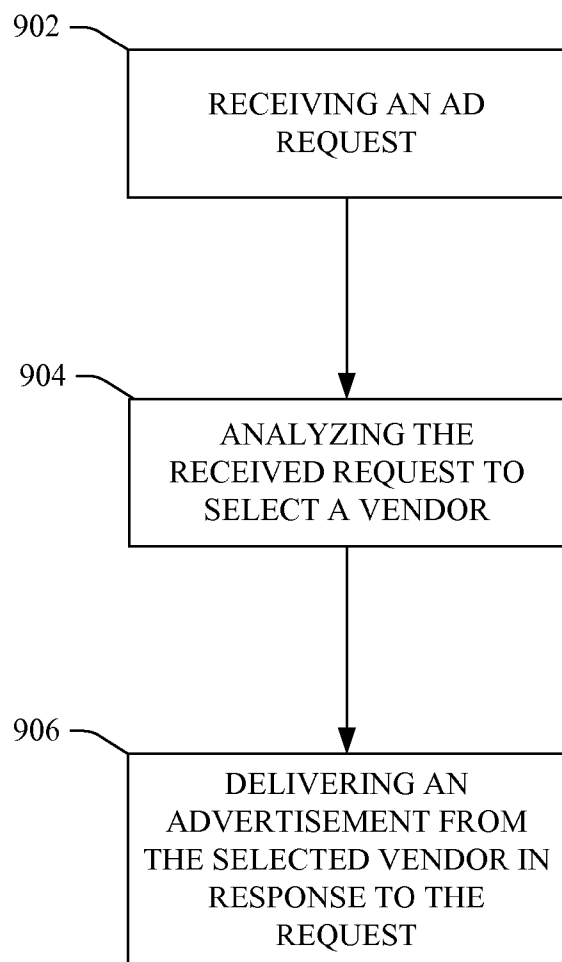 902
RECEIVING AN AD
REQUEST
904
ANALYZING THE
RECEIVED REQUEST TO
SELECT A VENDOR
906
DELIVERING AN
ADVERTISEMENT FROM
THE SELECTED VENDOR IN
RESPONSE TO THE
REQUEST